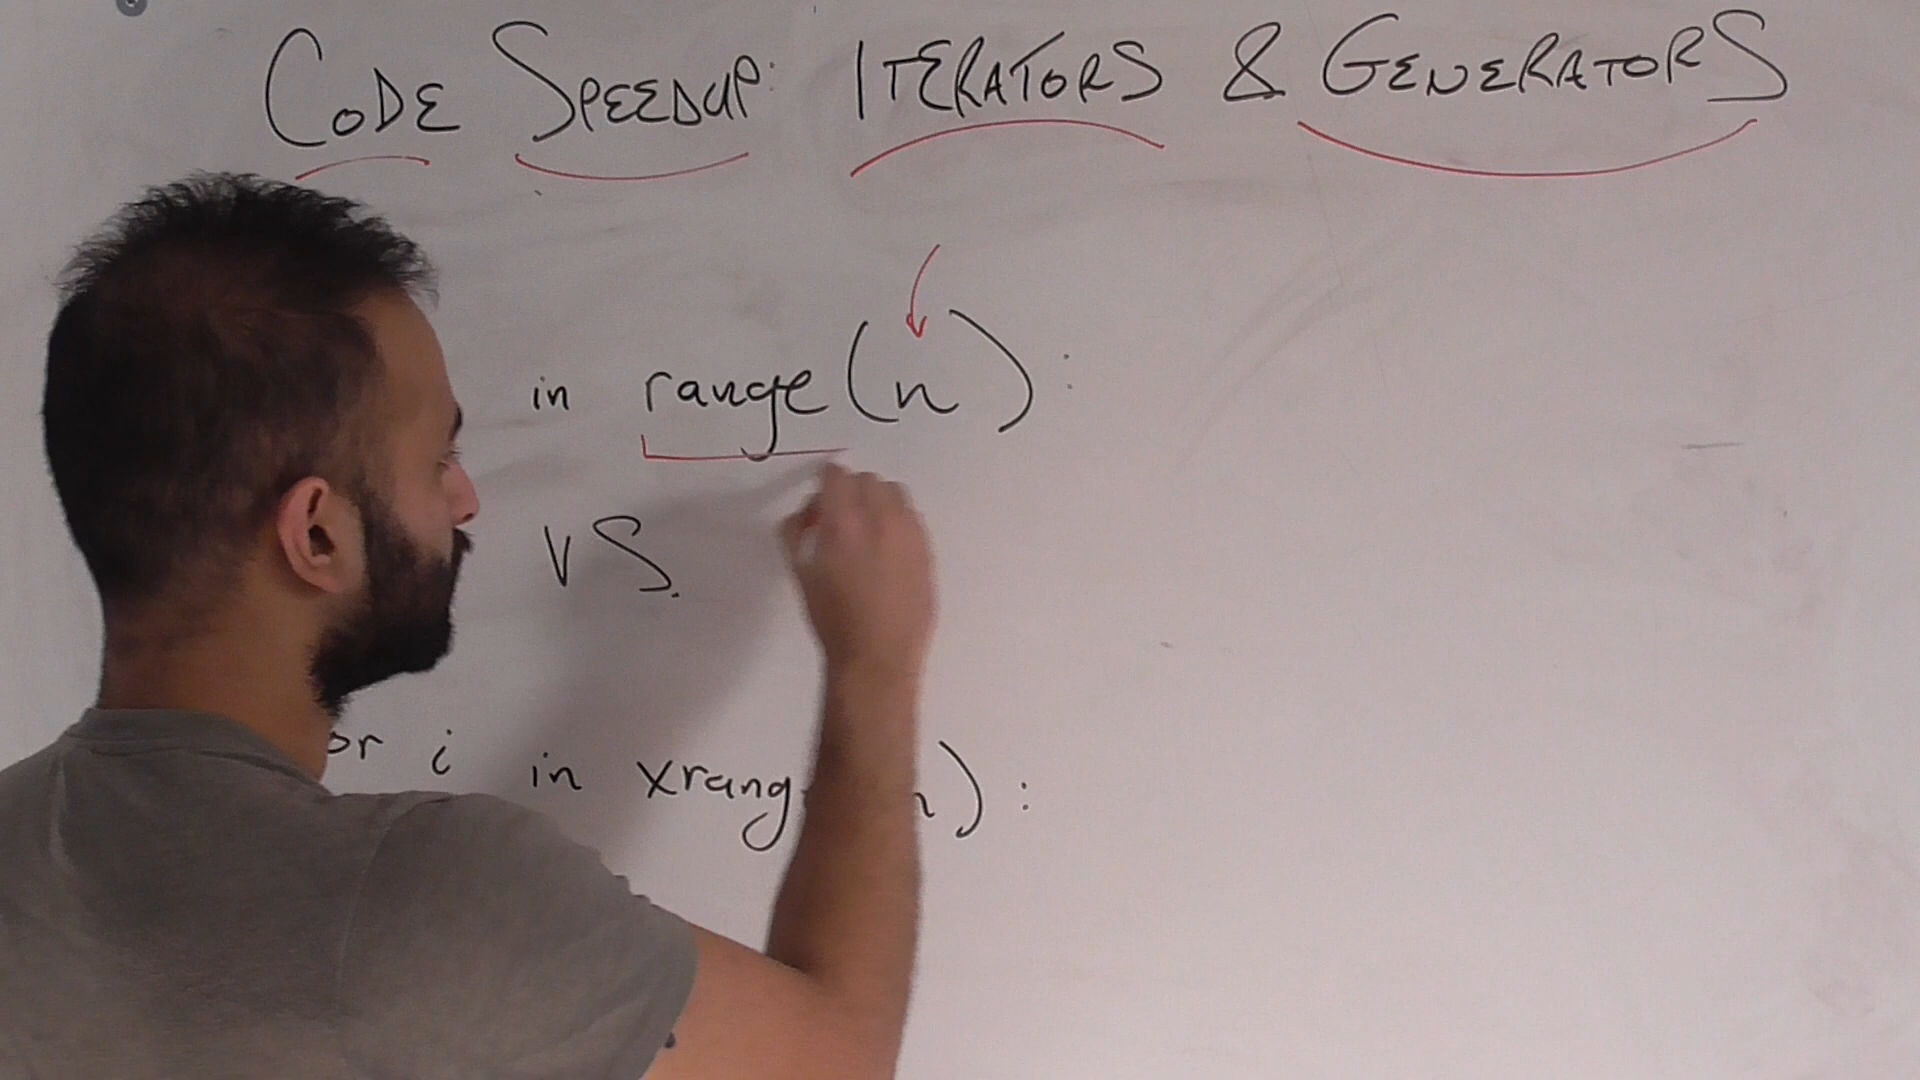 CODE SPEEDUP: ITERATORS & GENERATORS
in range(n):
VS.
or i in xrang n):